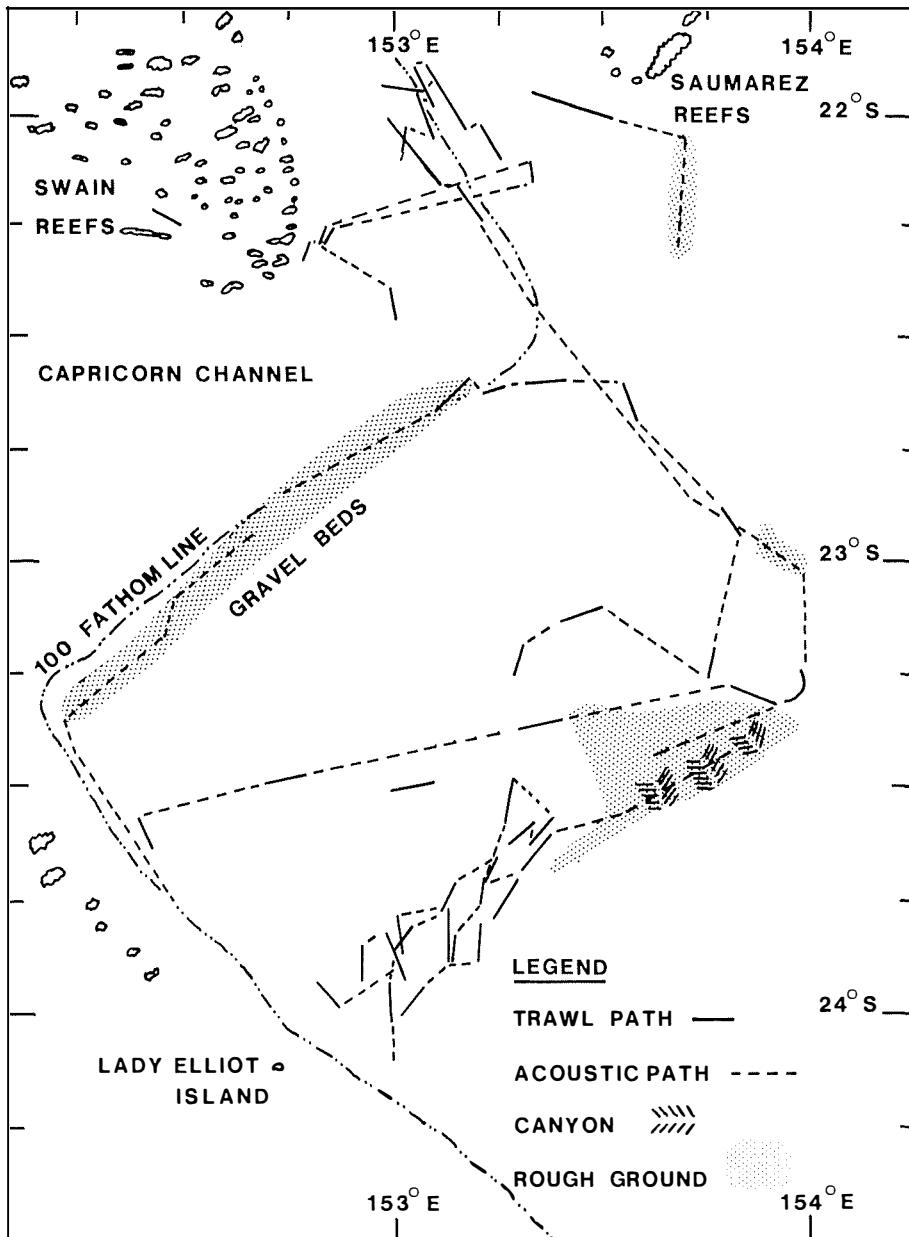 153°E
154°E
SAUMAREZ
REEFS
22°S
SWAIN
REEFS
CAPRICORN CHANNEL
100 FATHOM LINE
GRAVEL BEDS
23°S
LEGEND
TRAWL PATH
24°S
ACOUSTIC PATH
LADY ELLIOT
ISLAND
CANYON
ROUGH GROUND
153°E
154°E